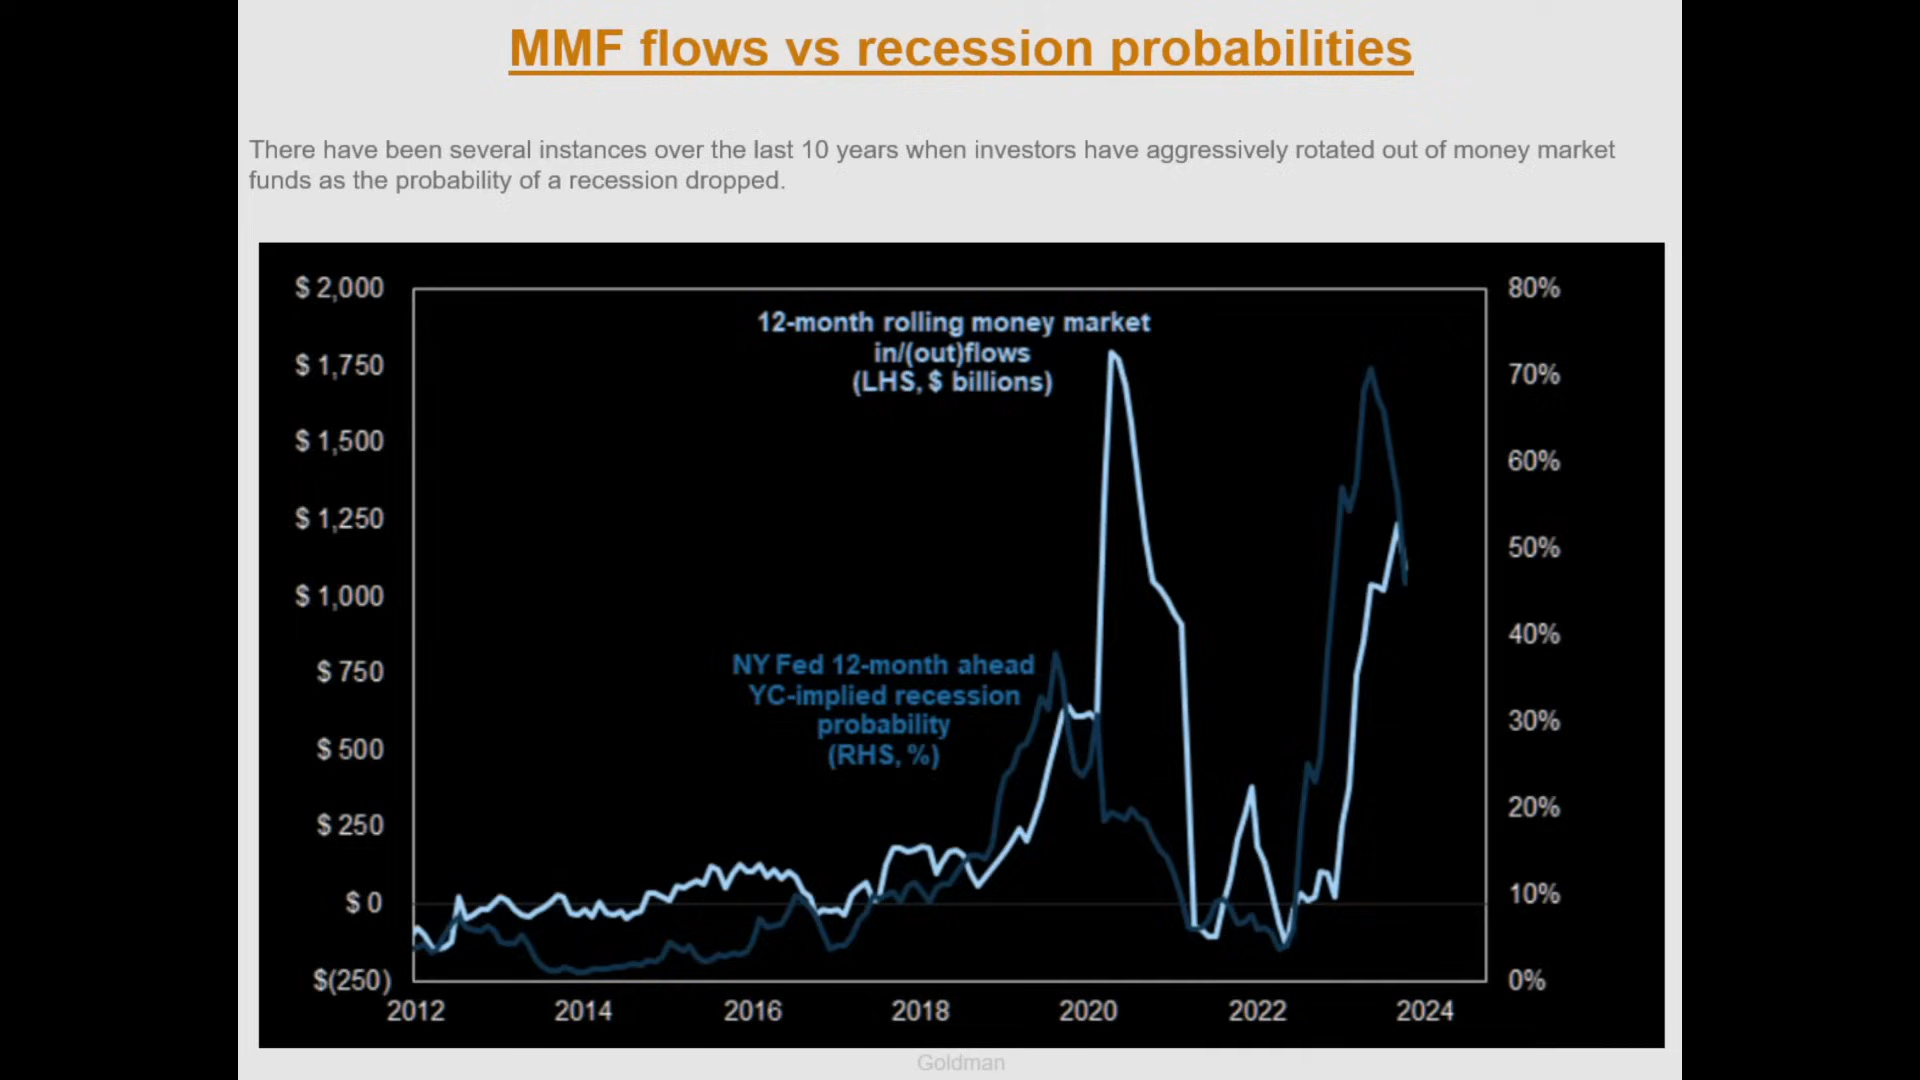 MMF flows vs recession probabilities
There have been several instances over the last 10 years when investors have aggressively rotated out of money market
funds as the probability of a recession dropped.
$ 2,000
80%
12-month rolling money market
in/(out)flows
(LHS, $ billions)
$ 1,750
70%
$ 1,500
60%
$ 1,250
50%
$ 1,000
40%
NY Fed 12-month ahead
YC-implied recession
probability
(RHS, %)
$ 750
30%
$ 500
20%
$ 250
10%
$ 0
$(250)
0%
2012 2014 2016 2018 2020 2022 2024
Goldman